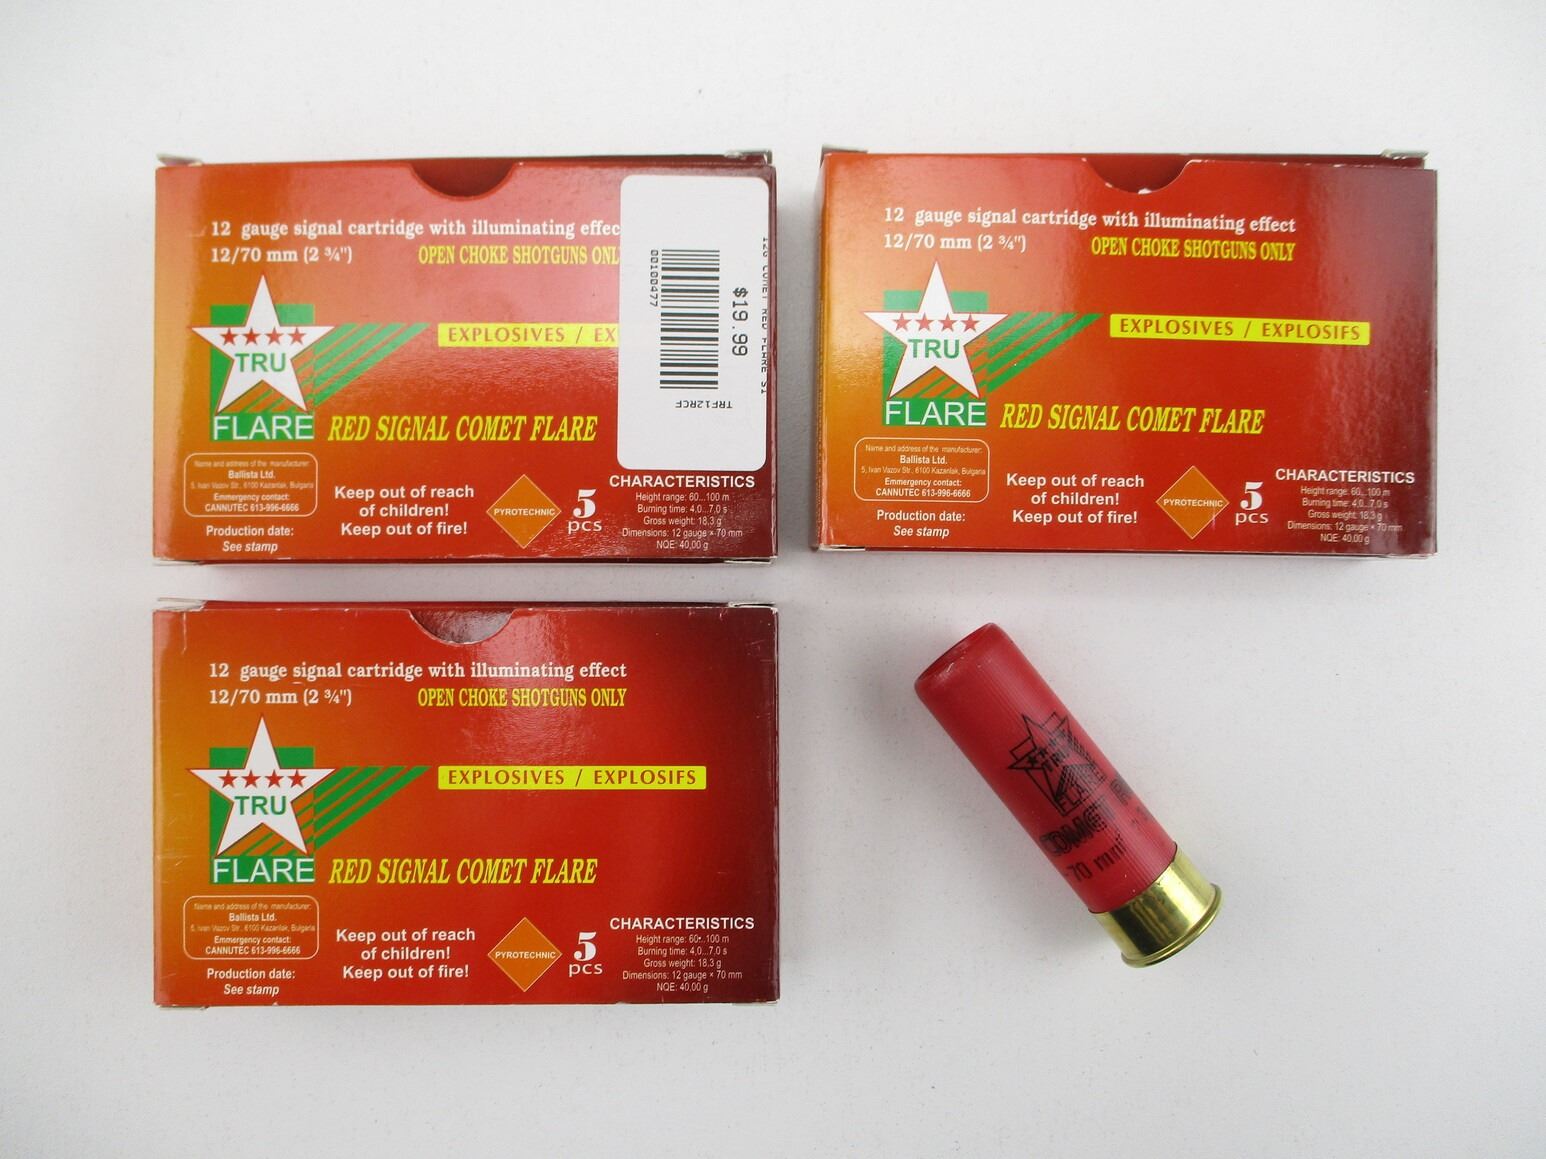 12 gauge signal cartridge with illuminating effec
12/70 mm (2 ¾")
OPEN CHOKE SHOTGUNS ONL
TRU
FLARE
EXPLOSIVES / EX
RED SIGNAL COMET FLARE
$19.99
00100477
TRF12RCF
12G COMET RED FLARE SI
Name and address of the manufacturer:
Ballista Ltd.
5, Ivan Vazov Str., 6100 Kazanlak, Bulgaria
Emmergency contact:
CANNUTEC 613-996-6666
Production date:
See stamp
Keep out of reach
of children!
Keep out of fire!
PYROTECHNIC
5
pcs
CHARACTERISTICS
Height range: 60...100 m
Burning time: 4,0...7,0 s
Gross weight: 18,3 g
Dimensions: 12 gauge × 70 mm
NQE: 40,00 g
12 gauge signal cartridge with illuminating effect
12/70 mm (2 ¾")
OPEN CHOKE SHOTGUNS ONLY
TRU
FLARE
EXPLOSIVES / EXPLOSIFS
RED SIGNAL COMET FLARE
Name and address of the manufacturer:
Ballista Ltd.
5, Ivan Vazov Str., 6100 Kazanlak, Bulgaria
Emmergency contact:
CANNUTEC 613-996-6666
Production date:
See stamp
Keep out of reach
of children!
Keep out of fire!
PYROTECHNIC
5
pcs
CHARACTERISTICS
Height range: 60...100 m
Burning time: 4,0...7,0 s
Gross weight: 18,3 g
Dimensions: 12 gauge × 70 mm
NQE: 40,00 g
12 gauge signal cartridge with illuminating effect
12/70 mm (2 ¾")
OPEN CHOKE SHOTGUNS ONLY
TRU
FLARE
EXPLOSIVES / EXPLOSIFS
RED SIGNAL COMET FLARE
Name and address of the manufacturer:
Ballista Ltd.
5, Ivan Vazov Str., 6100 Kazanlak, Bulgaria
Emmergency contact:
CANNUTEC 613-996-6666
Production date:
See stamp
Keep out of reach
of children!
Keep out of fire!
PYROTECHNIC
5
pcs
CHARACTERISTICS
Height range: 60...100 m
Burning time: 4,0...7,0 s
Gross weight: 18,3 g
Dimensions: 12 gauge × 70 mm
NQE: 40,00 g
TRU
FLARE
COMET
70 mm